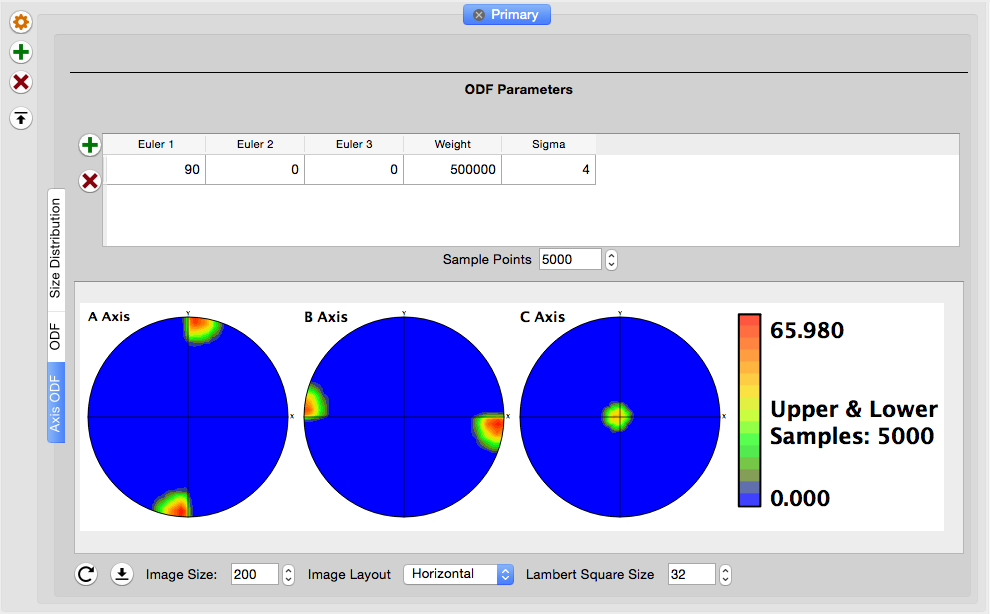 Primary
ODF Parameters
Euler 1 Euler 2 Euler 3 Weight Sigma
90 0 0 500000 4
Sample Points 5000
Size Distribution
ODF
Axis ODF
A Axis
Y
X
B Axis
Y
X
C Axis
Y
X
65.980
Upper & Lower
Samples: 5000
0.000
Image Size: 200 Image Layout Horizontal Lambert Square Size 32